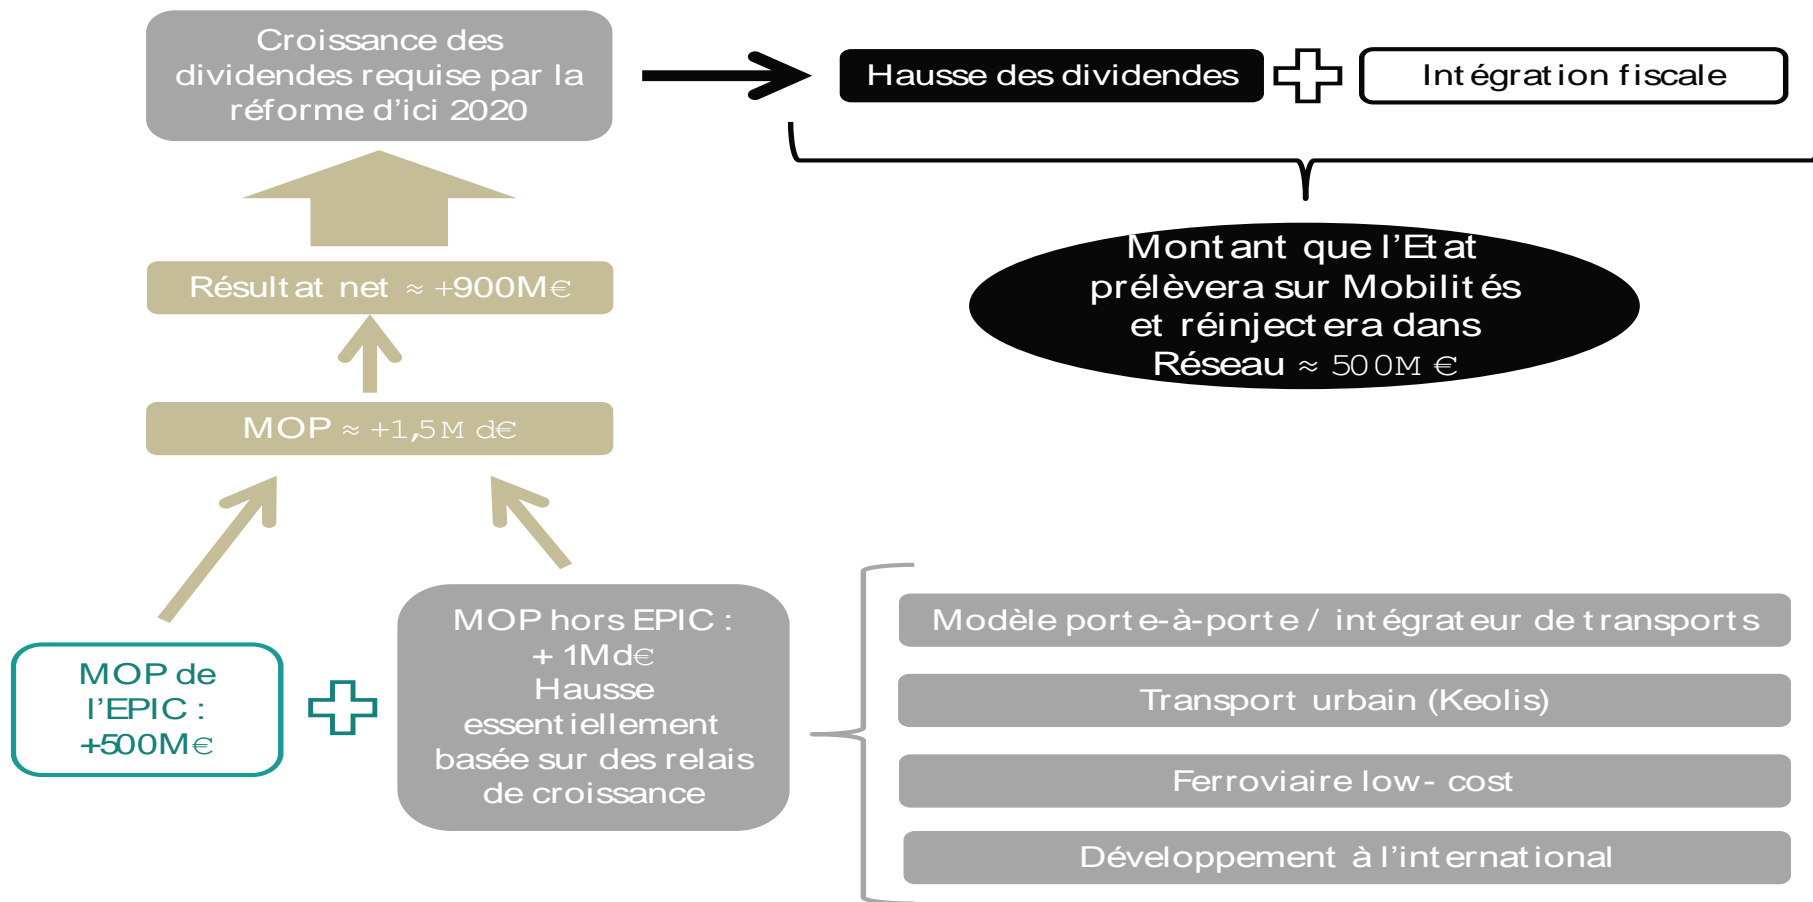 Croissance des
dividendes requise par la
réforme d'ici 2020
Hausse des dividendes
Intégration fiscale
Montant que l'Etat
prélèvera sur Mobilités
et réinjectera dans
Réseau ≈ 500M€
Résultat net ≈ +900M€
MOP ≈ +1,5Md€
MOP de
l'EPIC :
+500M€
MOP hors EPIC :
+ 1Md€
Hausse
essentiellement
basée sur des relais
de croissance
Modèle porte-à-porte / intégrateur de transports
Transport urbain (Keolis)
Ferroviaire low-cost
Développement à l'international